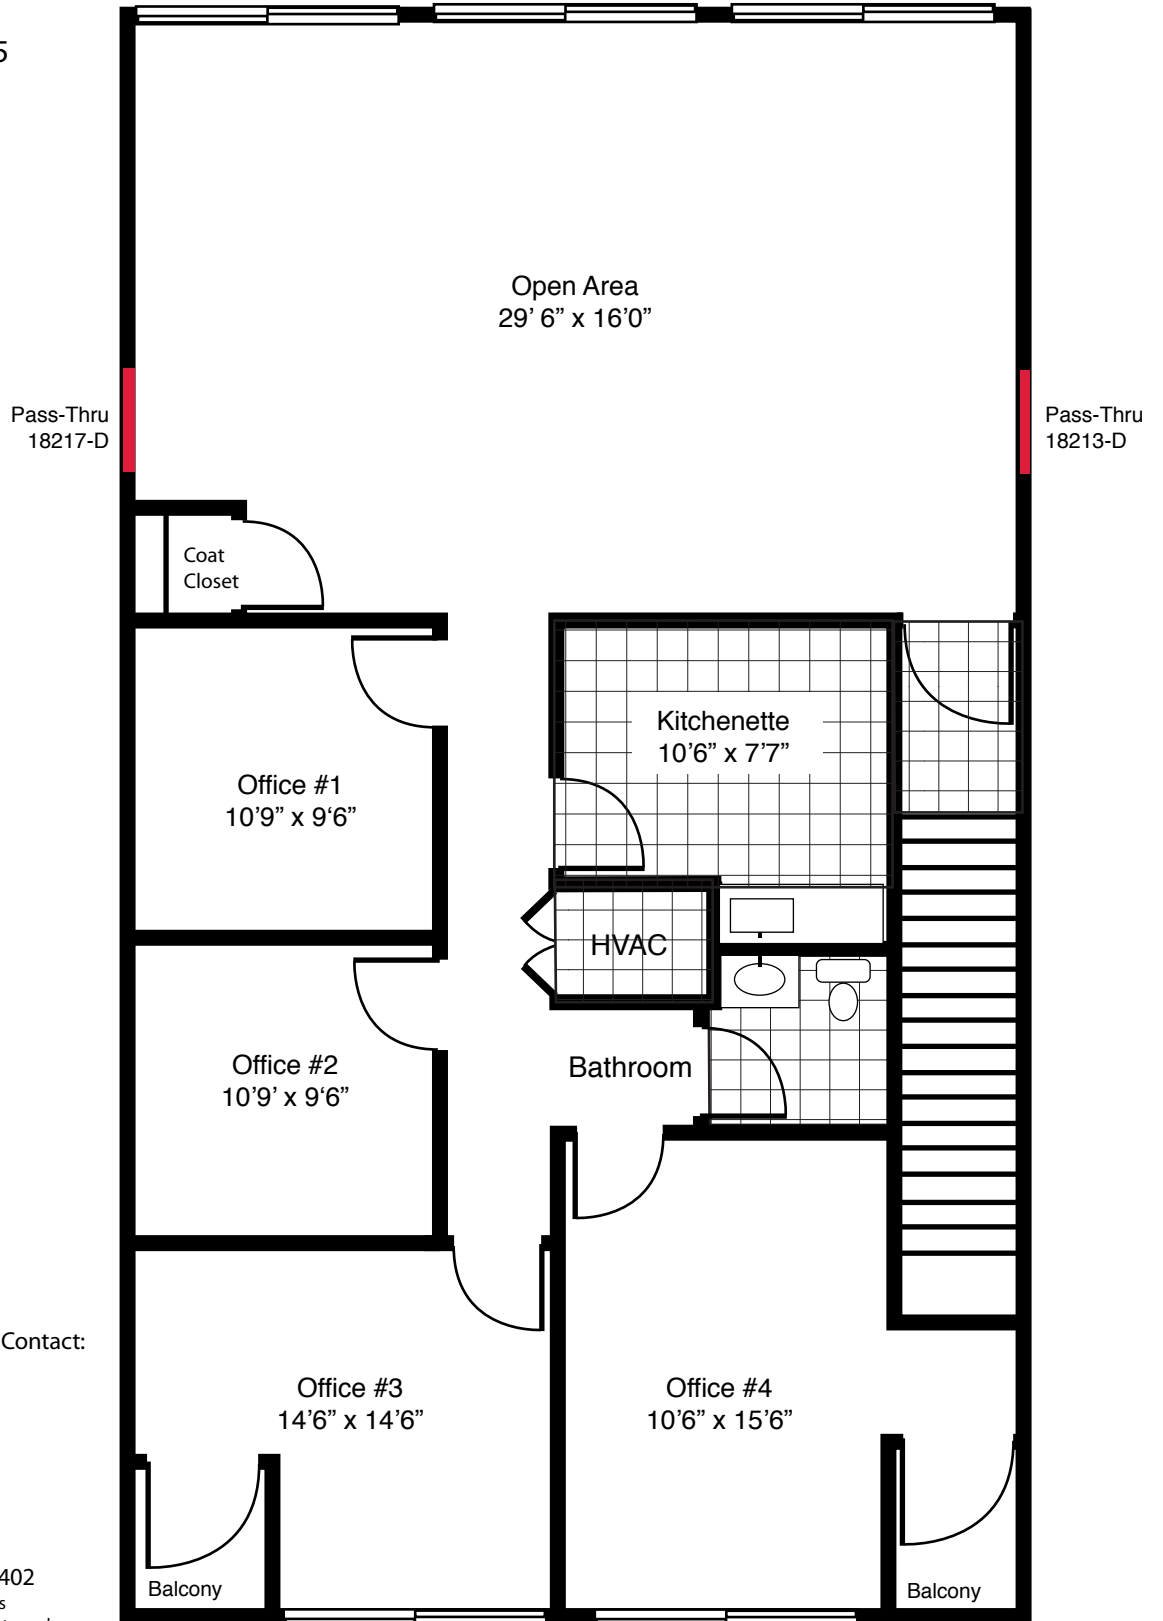 5
Open Area
29’ 6” x 16’0”
Pass-Thru
18217-D
Pass-Thru
18213-D
Coat
Closet
Kitchenette
10’6” x 7’7”
Office #1
10’9” x 9‘6”
HVAC
Office #2
10’9’ x 9‘6”
Bathroom
Contact:
Office #3
14’6” x 14’6”
Office #4
10’6” x 15’6”
402
s
Balcony
Balcony